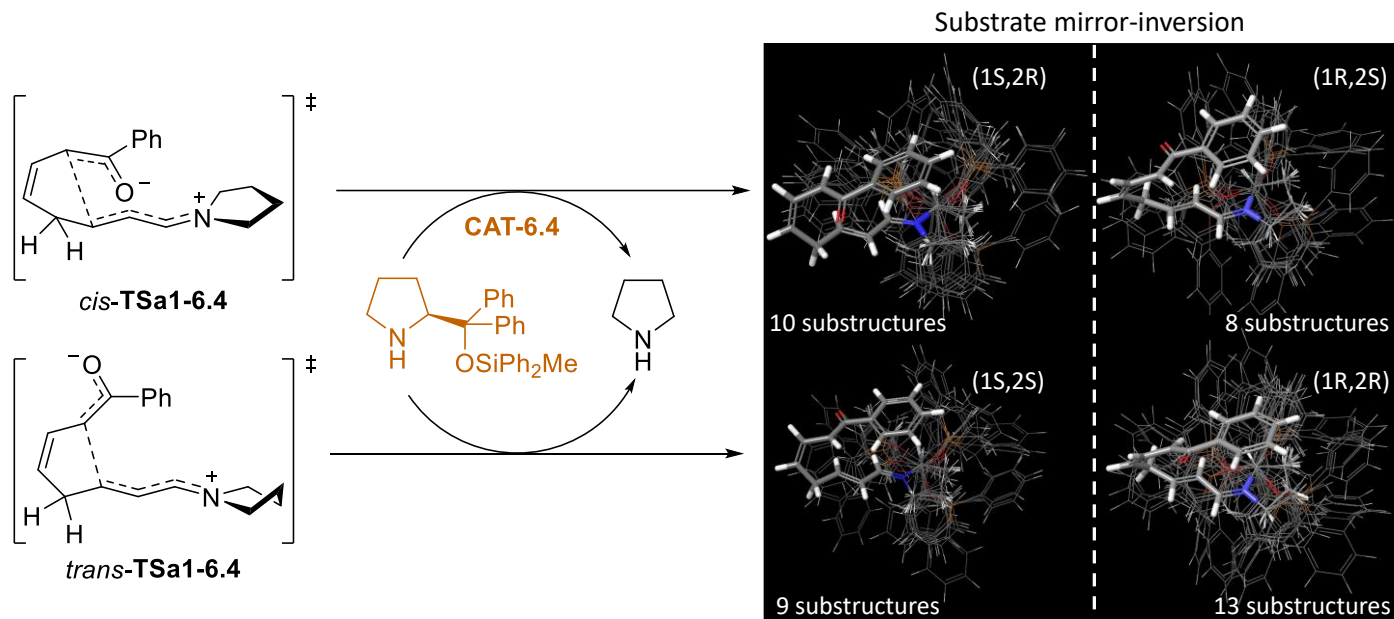 Substrate mirror-inversion
‡
Ph
O
−
+
N
H
H
cis-TSa1-6.4
CAT-6.4
Ph
Ph
N
H
OSiPh2Me
N
H
−O
‡
Ph
+
N
H
H
trans-TSa1-6.4
(1S,2R)
10 substructures
(1R,2S)
8 substructures
(1S,2S)
9 substructures
(1R,2R)
13 substructures